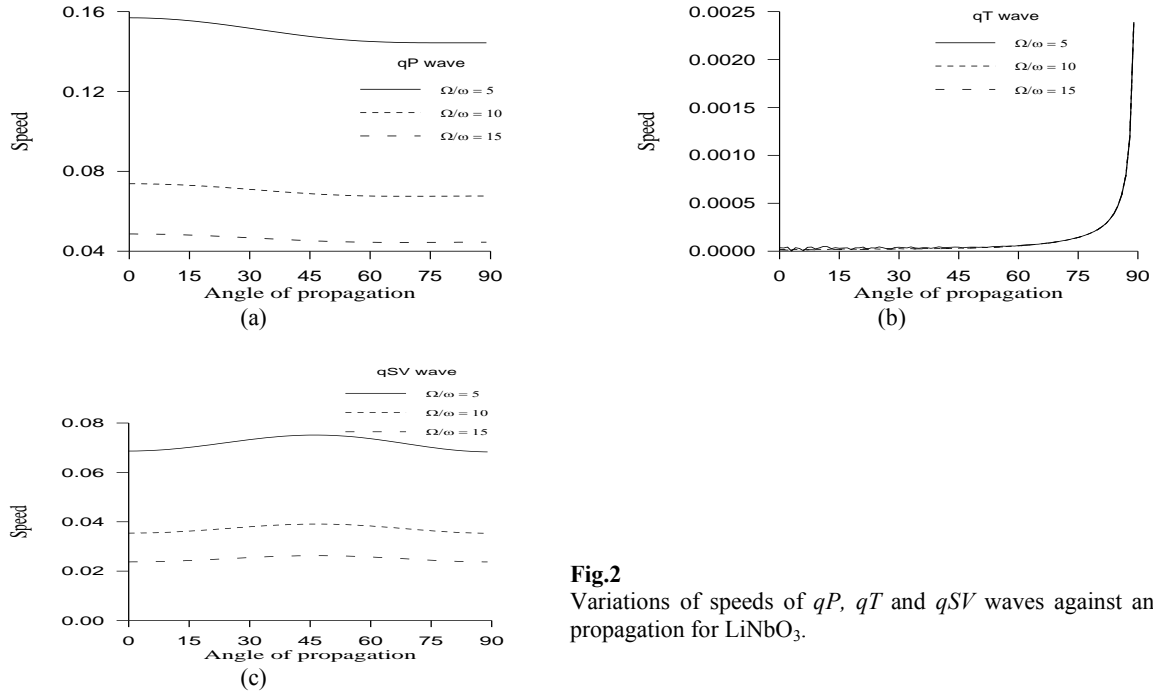 0.16
qP wave
Ω/ω = 5
0.12
Ω/ω = 10
Ω/ω = 15
Speed
0.08
0.04
0 15 30 45 60 75 90
Angle of propagation
(a)
0.0025
qT wave
Ω/ω = 5
0.0020
Ω/ω = 10
Ω/ω = 15
0.0015
Speed
0.0010
0.0005
0.0000
0 15 30 45 60 75 90
Angle of propagation
(b)
qSV wave
Ω/ω = 5
Ω/ω = 10
Ω/ω = 15
0.08
0.06
Speed
0.04
0.02
0.00
0 15 30 45 60 75 90
Angle of propagation
(c)
Fig.2
Variations of speeds of qP, qT and qSV waves against an
propagation for LiNbO₃.